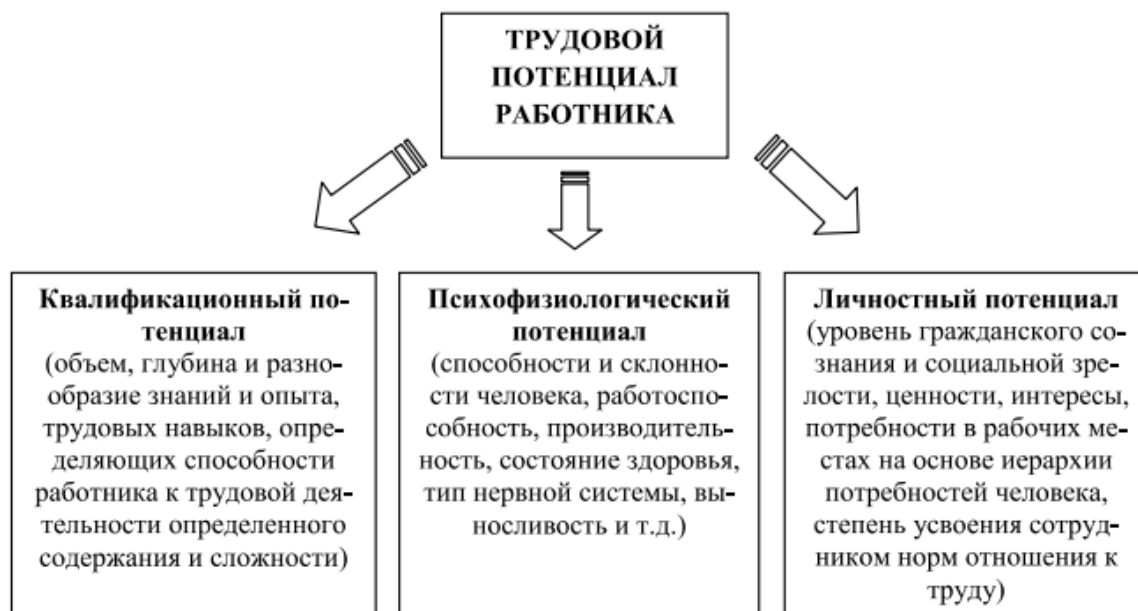 ТРУДОВОЙ
ПОТЕНЦИАЛ
РАБОТНИКА
Квалификационный по-
тенциал
(объем, глубина и разно-
образие знаний и опыта,
трудовых навыков, опре-
деляющих способности
работника к трудовой дея-
тельности определенного
содержания и сложности)
Психофизиологический
потенциал
(способности и склонно-
сти человека, работоспо-
собность, производитель-
ность, состояние здоровья,
тип нервной системы, вы-
носливость и т.д.)
Личностный потенциал
(уровень гражданского со-
знания и социальной зре-
лости, ценности, интересы,
потребности в рабочих ме-
стах на основе иерархии
потребностей человека,
степень усвоения сотруд-
ником норм отношения к
труду)